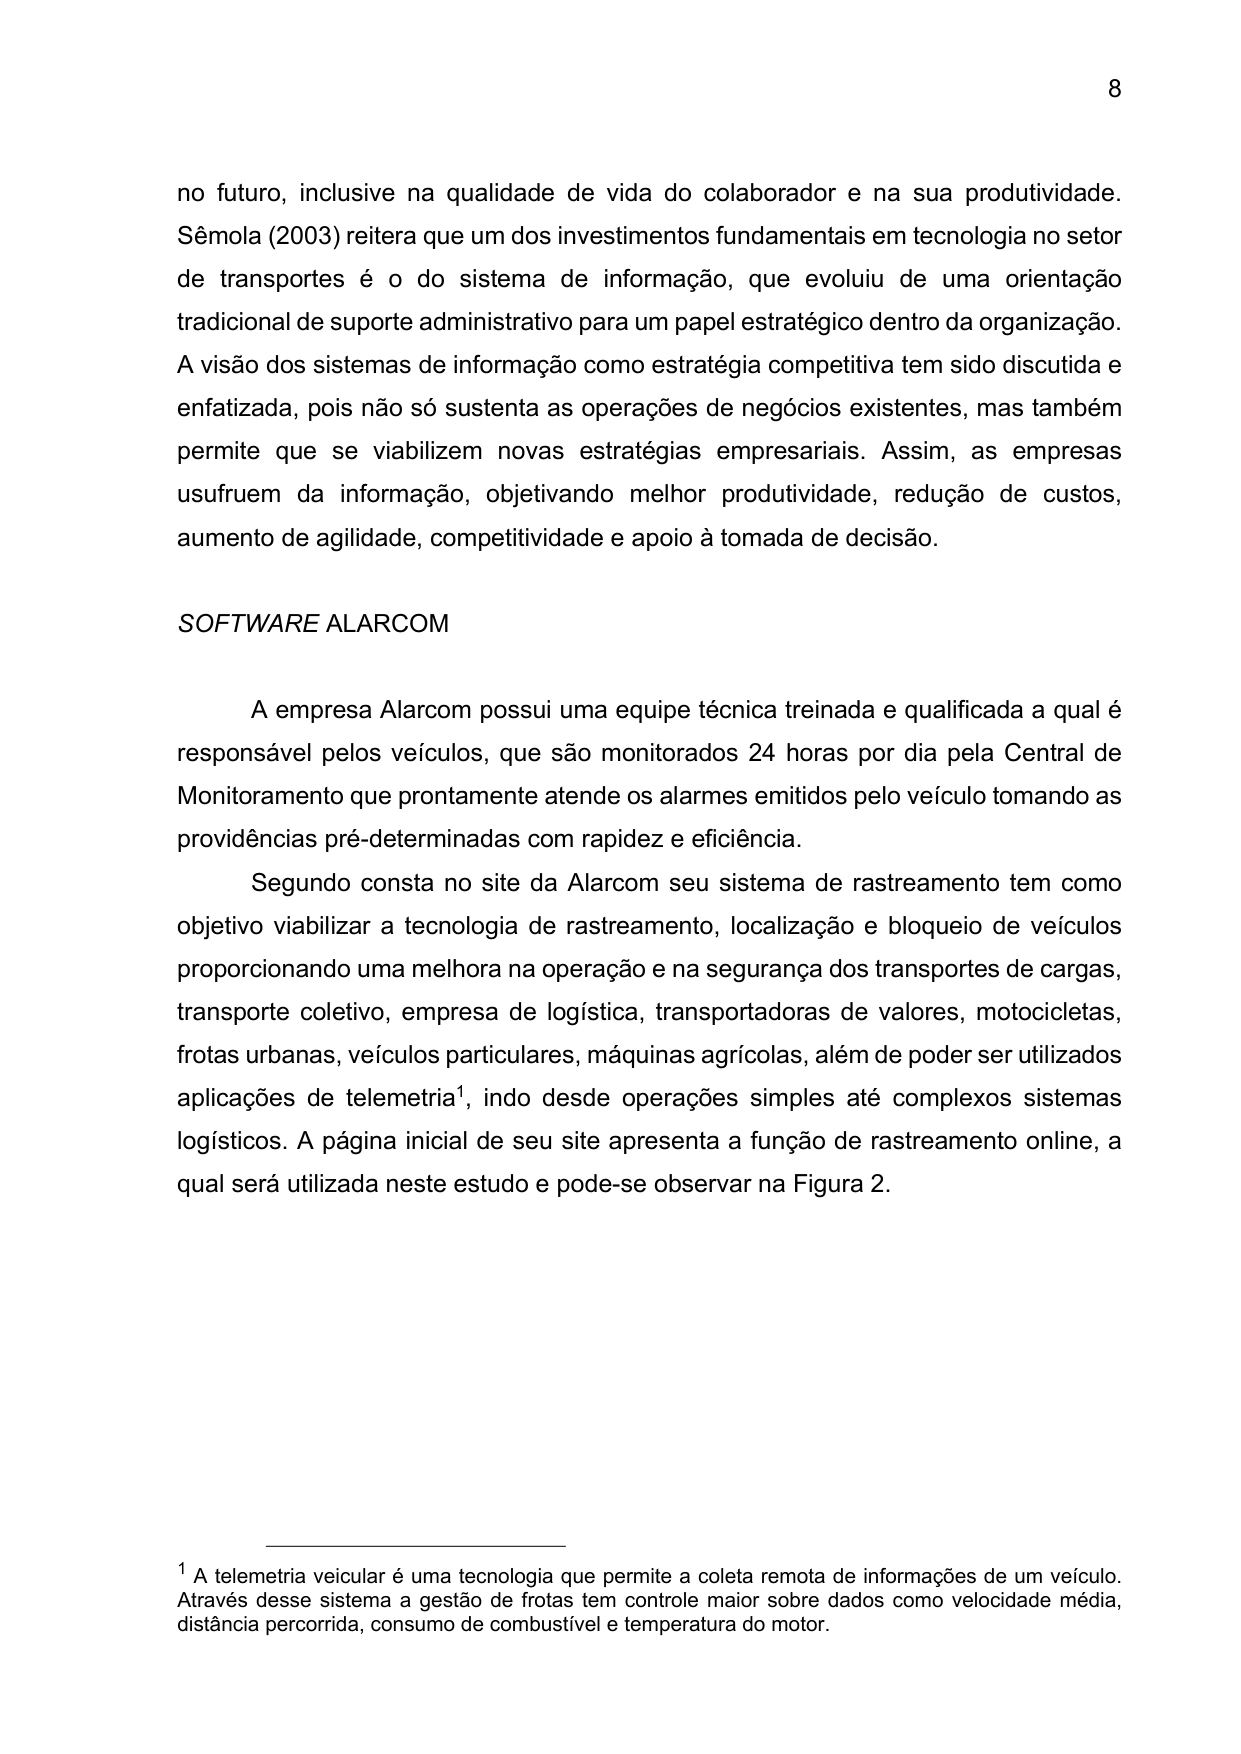 8
no futuro, inclusive na qualidade de vida do colaborador e na sua produtividade.
Sêmola (2003) reitera que um dos investimentos fundamentais em tecnologia no setor
de transportes é o do sistema de informação, que evoluiu de uma orientação
tradicional de suporte administrativo para um papel estratégico dentro da organização.
A visão dos sistemas de informação como estratégia competitiva tem sido discutida e
enfatizada, pois não só sustenta as operações de negócios existentes, mas também
permite que se viabilizem novas estratégias empresariais. Assim, as empresas
usufruem da informação, objetivando melhor produtividade, redução de custos,
aumento de agilidade, competitividade e apoio à tomada de decisão.
SOFTWARE ALARCOM
A empresa Alarcom possui uma equipe técnica treinada e qualificada a qual é
responsável pelos veículos, que são monitorados 24 horas por dia pela Central de
Monitoramento que prontamente atende os alarmes emitidos pelo veículo tomando as
providências pré-determinadas com rapidez e eficiência.
Segundo consta no site da Alarcom seu sistema de rastreamento tem como
objetivo viabilizar a tecnologia de rastreamento, localização e bloqueio de veículos
proporcionando uma melhora na operação e na segurança dos transportes de cargas,
transporte coletivo, empresa de logística, transportadoras de valores, motocicletas,
frotas urbanas, veículos particulares, máquinas agrícolas, além de poder ser utilizados
aplicações de telemetria¹, indo desde operações simples até complexos sistemas
logísticos. A página inicial de seu site apresenta a função de rastreamento online, a
qual será utilizada neste estudo e pode-se observar na Figura 2.
¹ A telemetria veicular é uma tecnologia que permite a coleta remota de informações de um veículo.
Através desse sistema a gestão de frotas tem controle maior sobre dados como velocidade média,
distância percorrida, consumo de combustível e temperatura do motor.